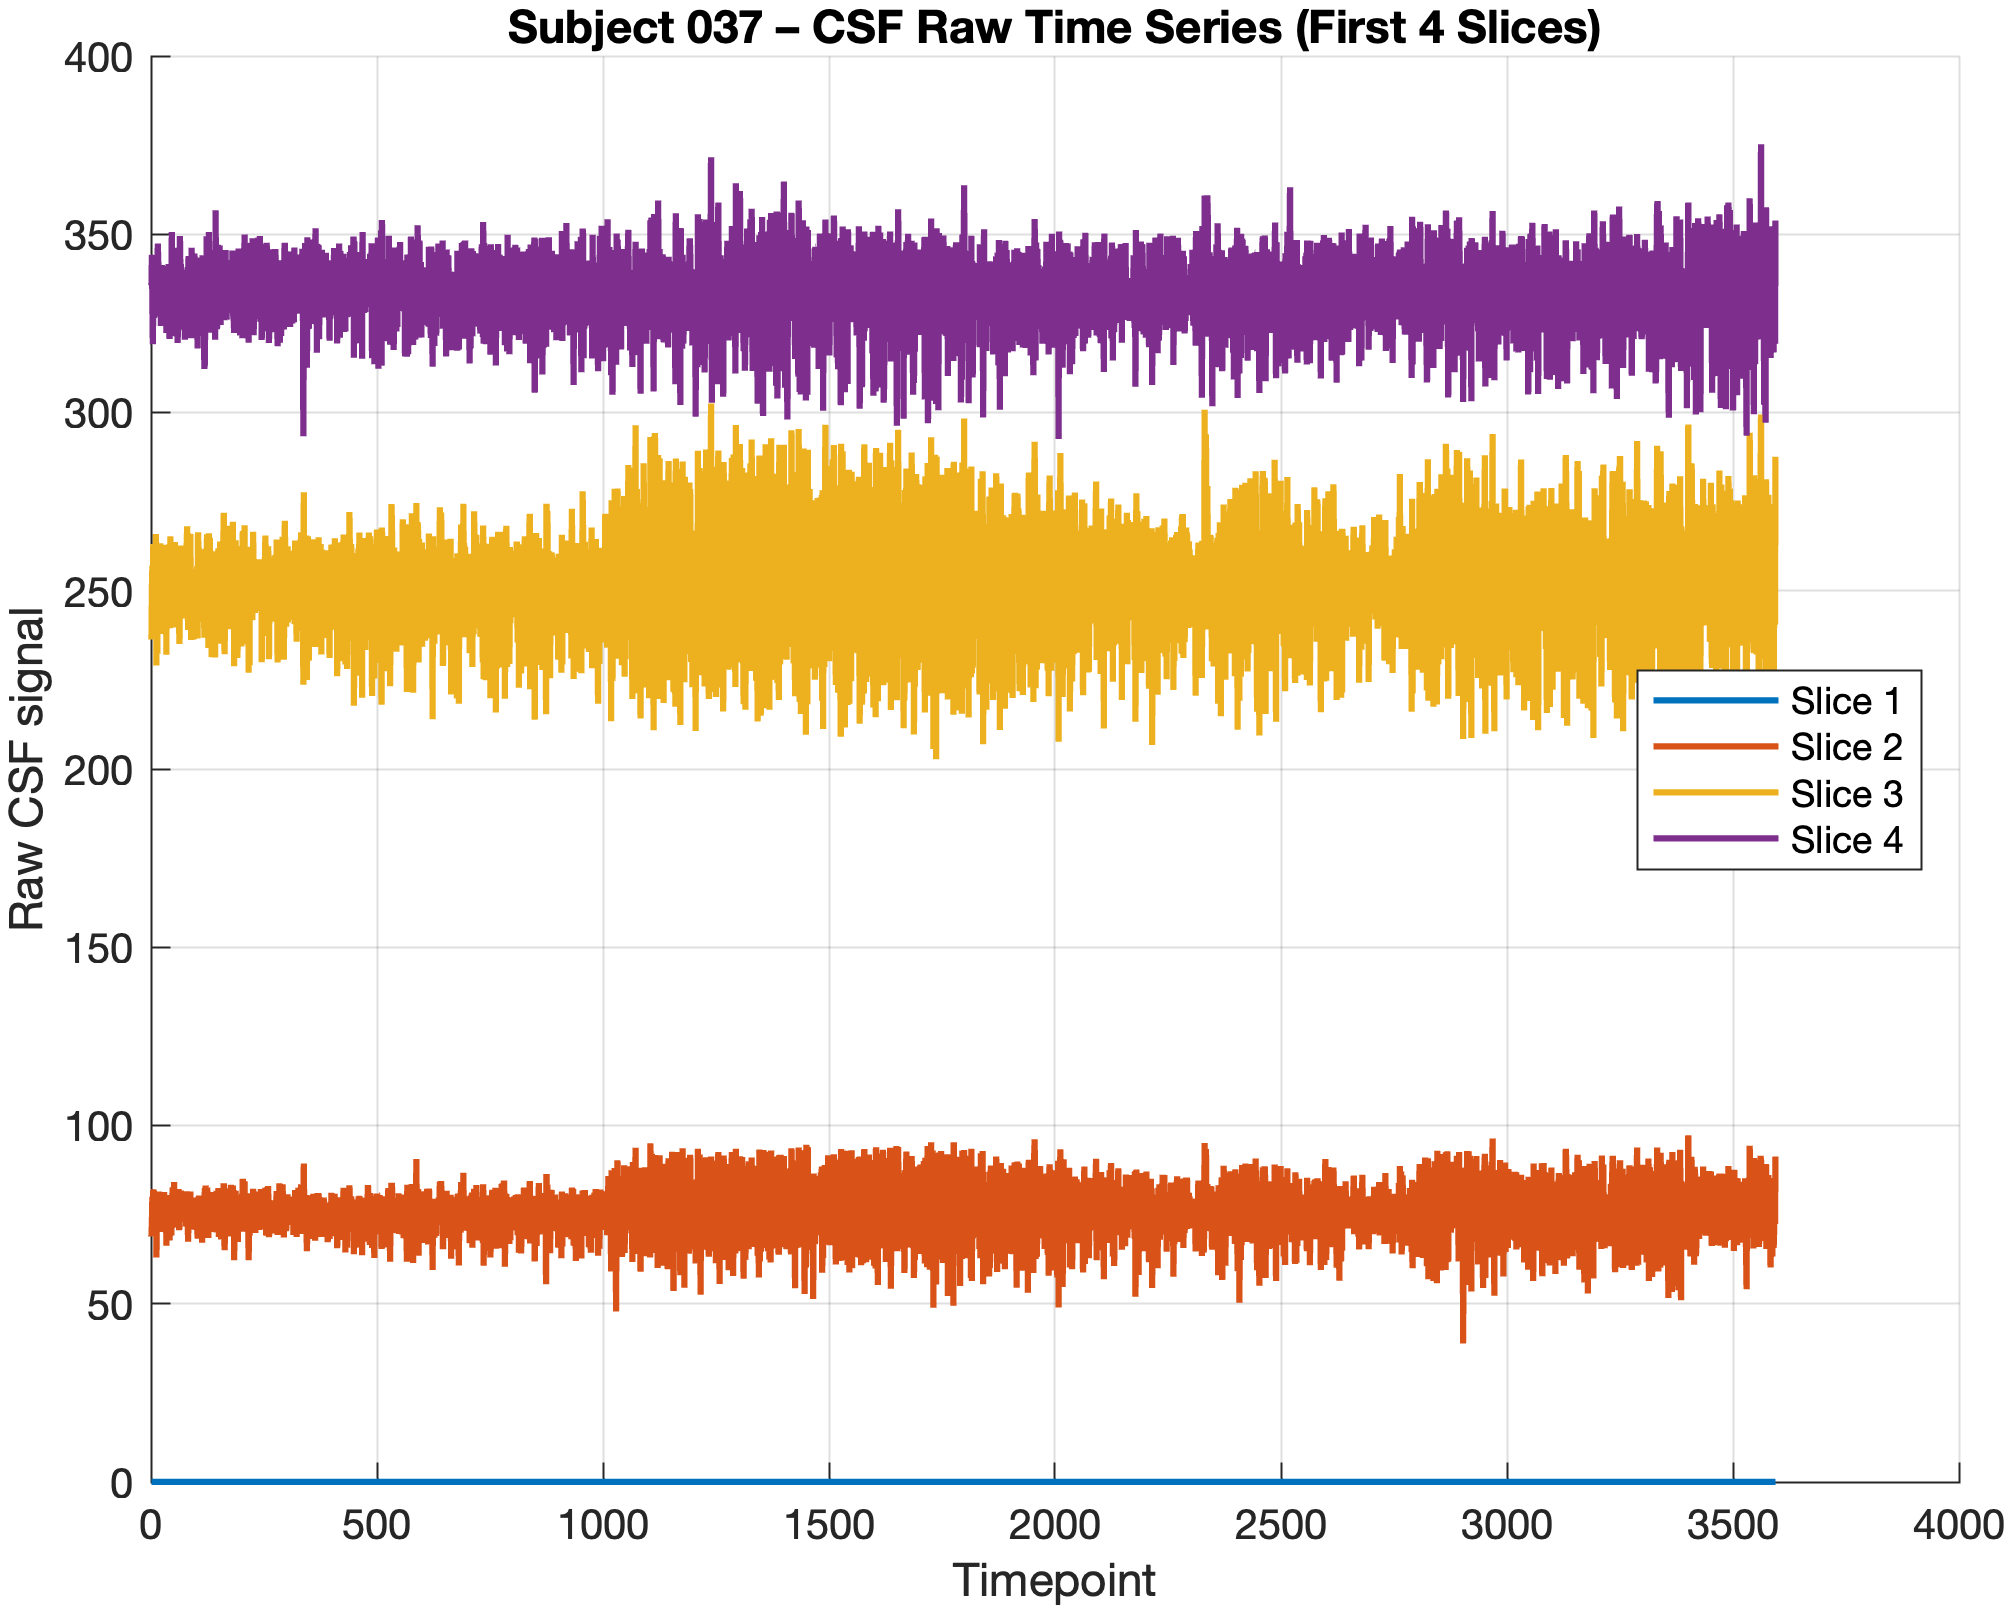 Subject 037 – CSF Raw Time Series (First 4 Slices)
400
350
300
250
200
150
100
50
0
Raw CSF signal
Slice 1
Slice 2
Slice 3
Slice 4
0 500 1000 1500 2000 2500 3000 3500 4000
Timepoint